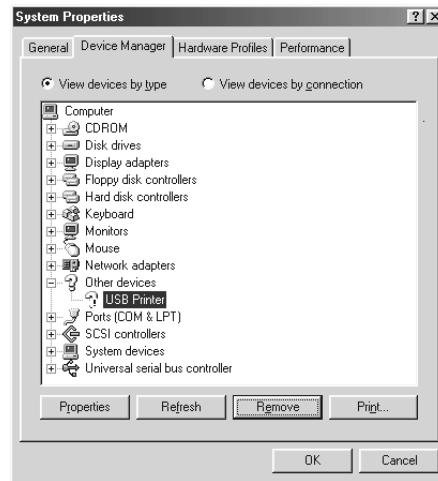 System Properties
General Device Manager Hardware Profiles Performance
View devices by type View devices by connection
Computer
CDROM
Disk drives
Display adapters
Floppy disk controllers
Hard disk controllers
Keyboard
Monitors
Mouse
Network adapters
Other devices
USB Printer
Ports (COM & LPT)
SCSI controllers
System devices
Universal serial bus controller
Properties Refresh Remove Print...
OK Cancel